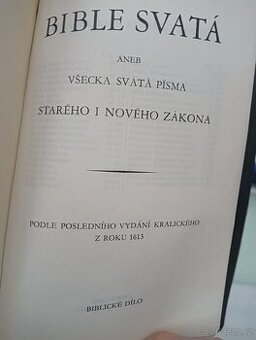 BIBLE SVATÁ
ANEB
VŠECKA SVATÁ PÍSMA
STARÉHO I NOVÉHO ZÁKONA
PODLE POSLEDNÍHO VYDÁNÍ KRALICKÉHO
Z ROKU 1613
BIBLICKÉ DÍLO